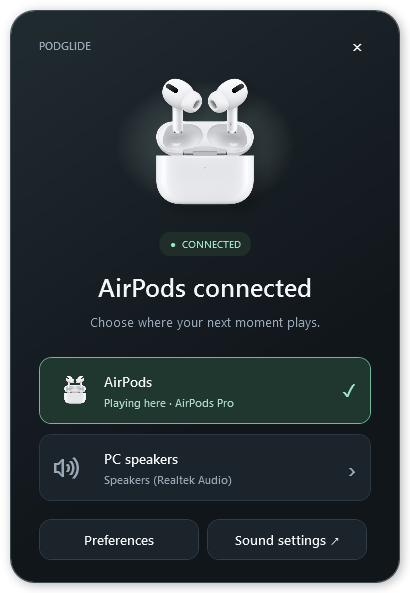 PODGLIDE
×
• CONNECTED
AirPods connected
Choose where your next moment plays.
AirPods
Playing here · AirPods Pro
✓
PC speakers
Speakers (Realtek Audio)
›
Preferences
Sound settings ↗